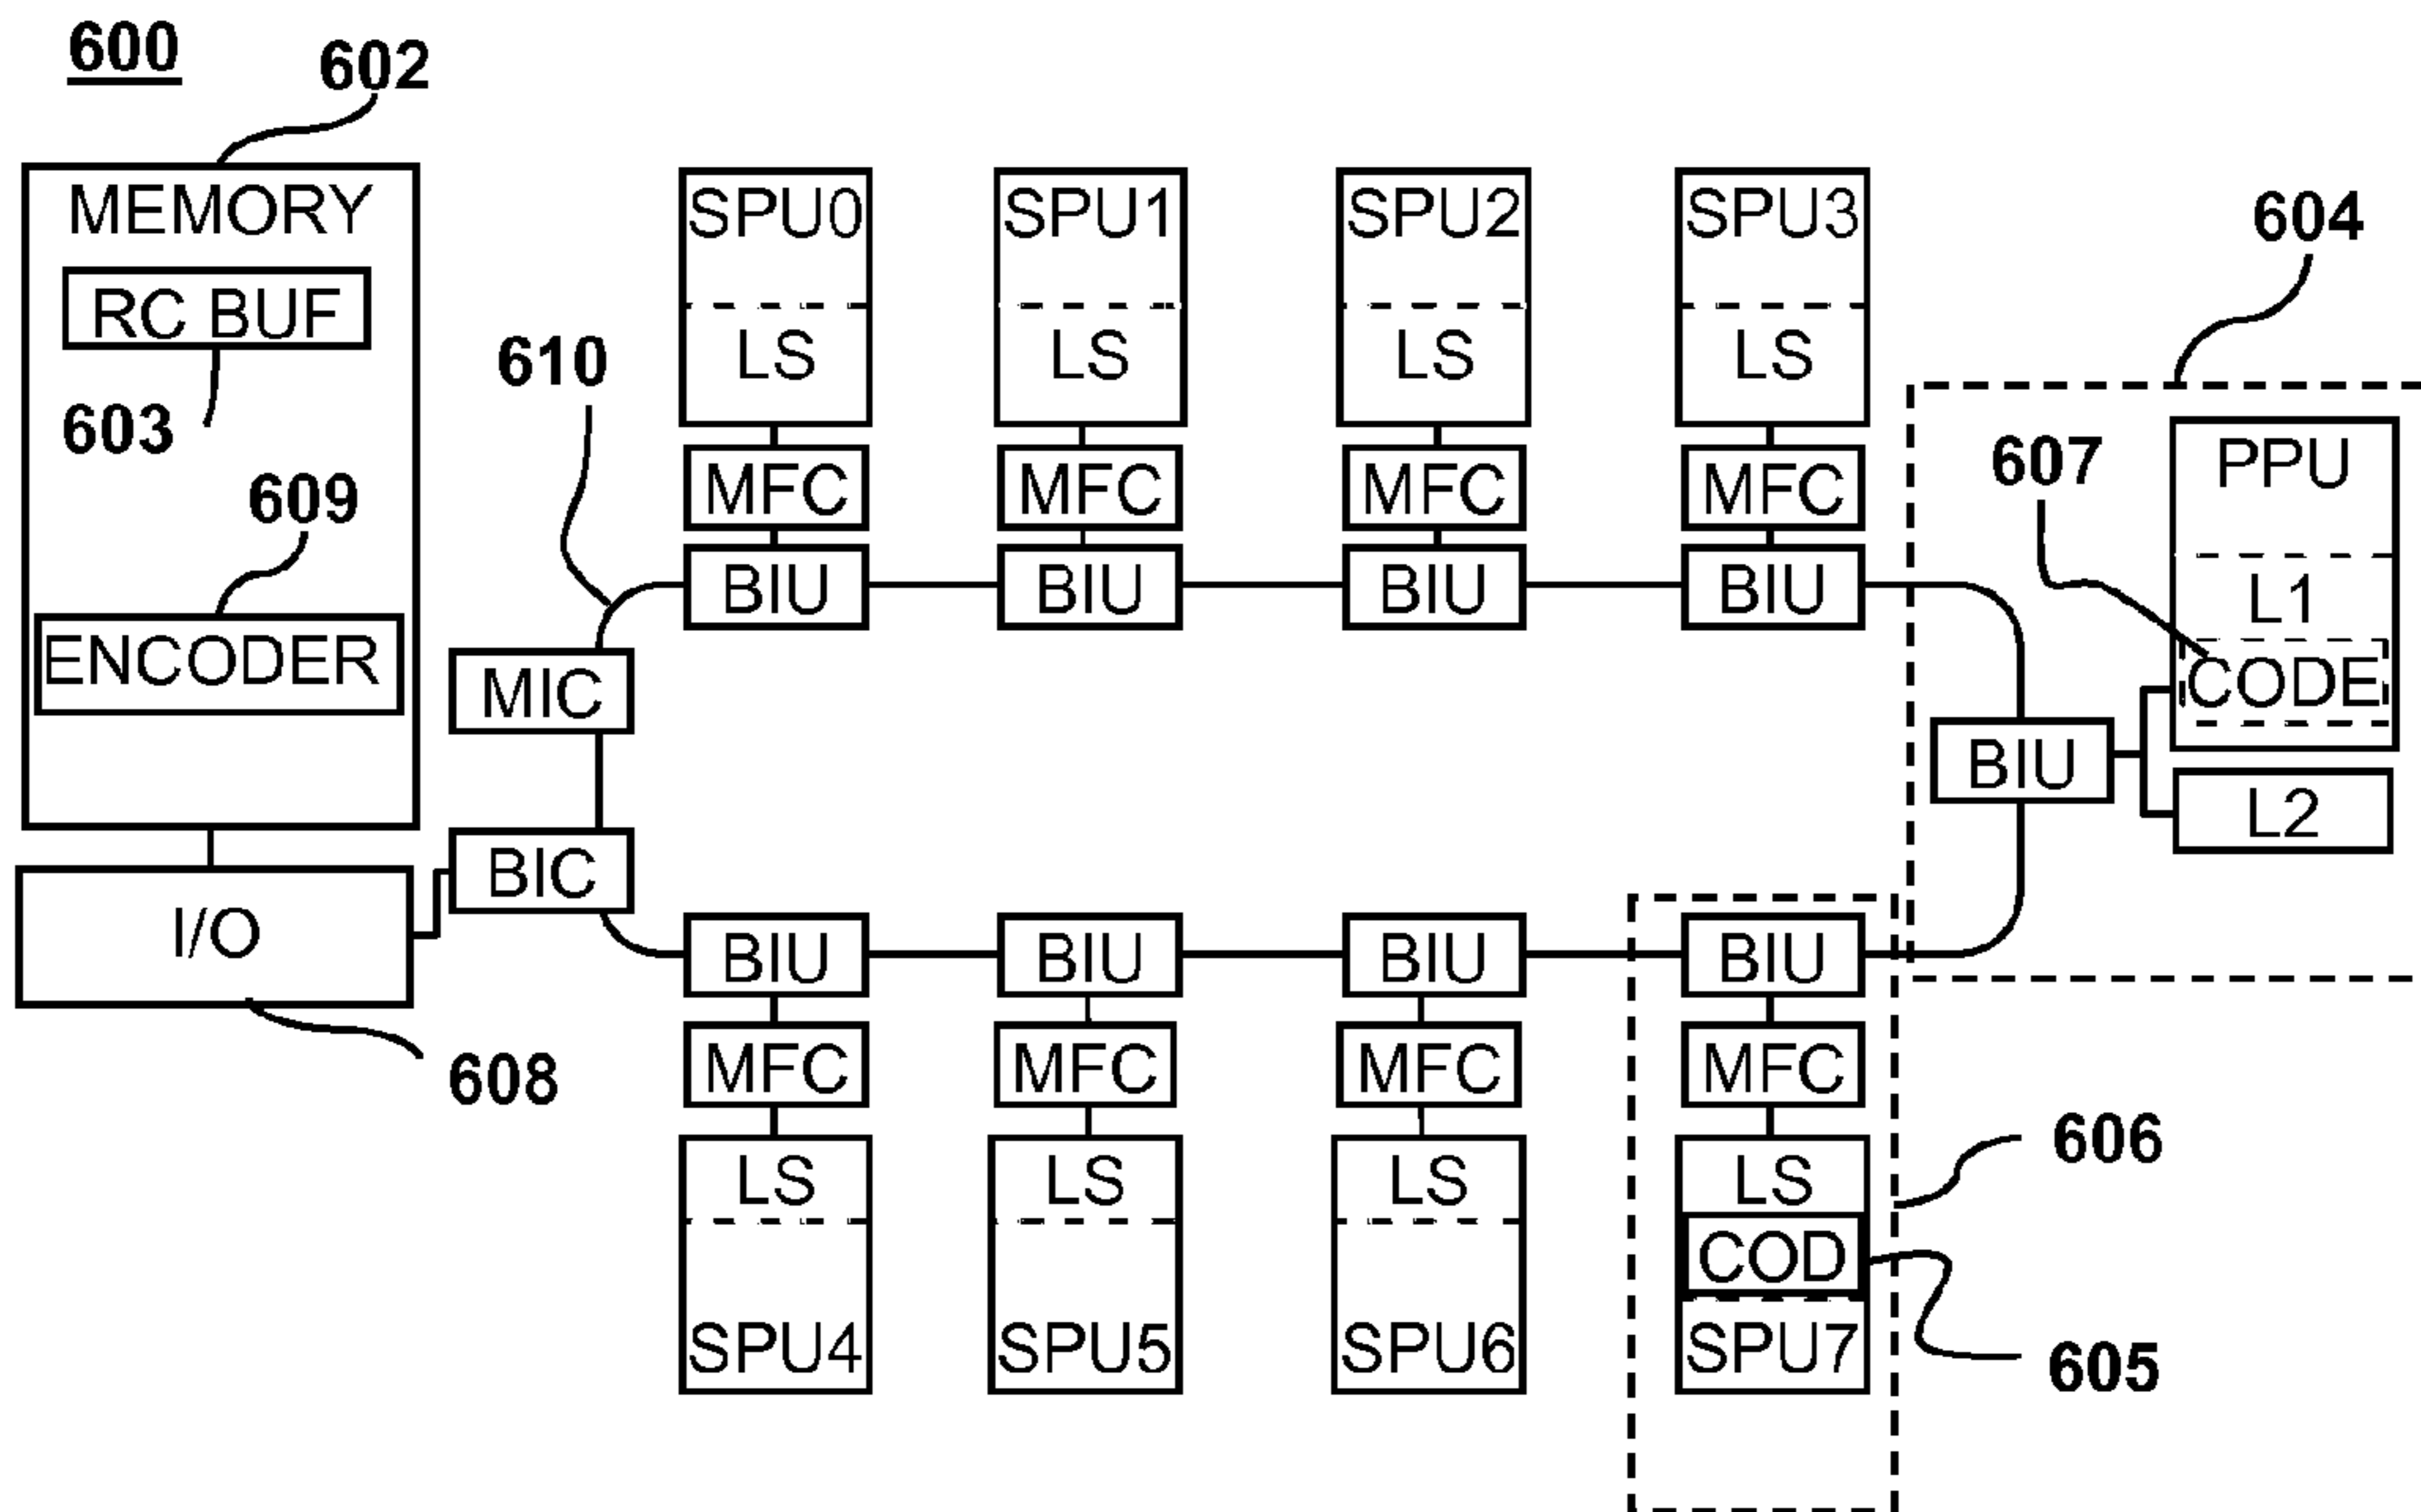 600
602
MEMORY
RC BUF
603
609
ENCODER
610
MIC
BIC
I/O
608
SPU0 SPU1 SPU2 SPU3
LS LS LS LS
MFC MFC MFC MFC
BIU BIU BIU BIU
604
607
PPU
L1
CODE
BIU
L2
BIU BIU BIU BIU
MFC MFC MFC MFC
LS LS LS LS
COD
SPU4 SPU5 SPU6 SPU7
606
605